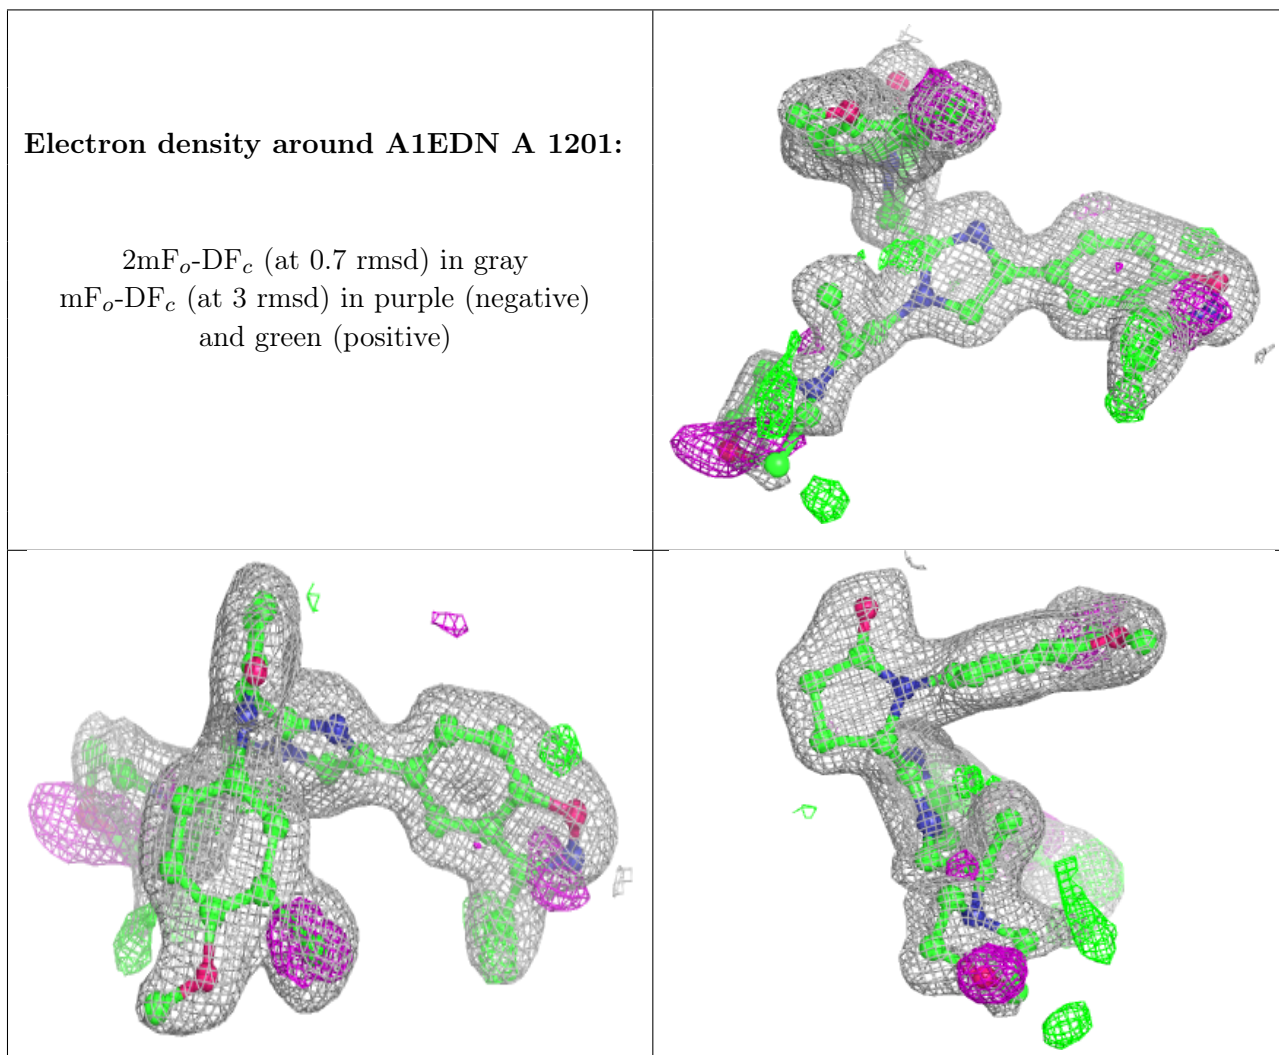 Electron density around A1EDN A 1201:
2mFo-DFc (at 0.7 rmsd) in gray
mFo-DFc (at 3 rmsd) in purple (negative)
and green (positive)